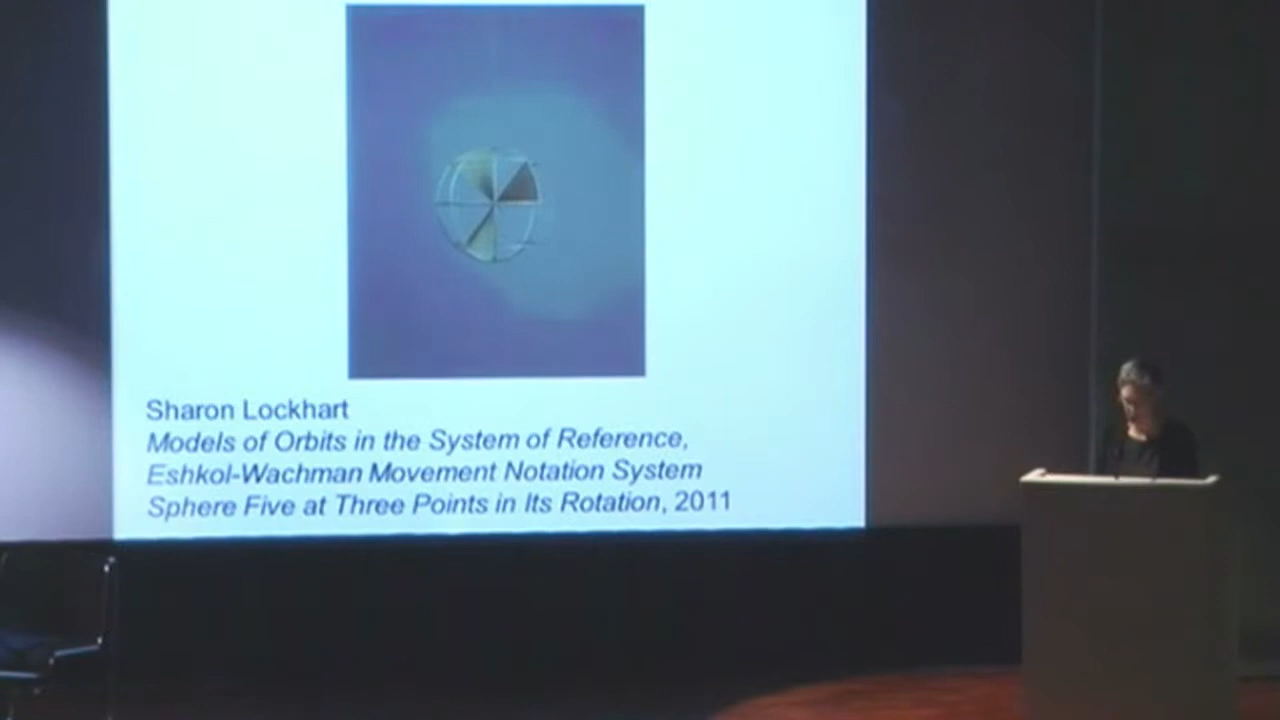 Sharon Lockhart
Models of Orbits in the System of Reference,
Eshkol-Wachman Movement Notation System
Sphere Five at Three Points in Its Rotation, 2011